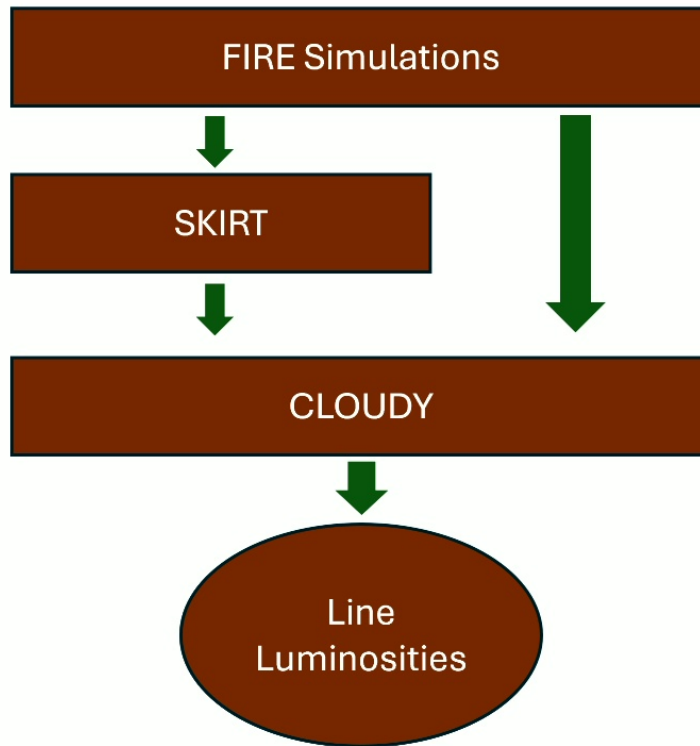 FIRE Simulations
SKIRT
CLOUDY
Line
Luminosities